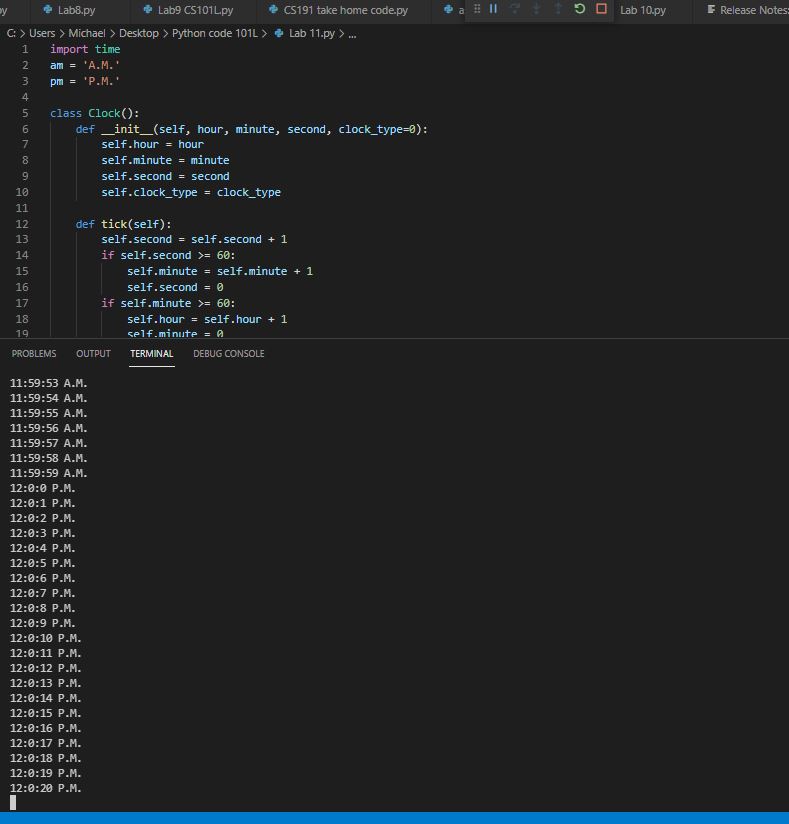 py Lab8.py Lab9 CS101L.py CS191 take home code.py a Lab 10.py Release Notes:
C: > Users > Michael > Desktop > Python code 101L > Lab 11.py > ...
1 import time
2 am = 'A.M.'
3 pm = 'P.M.'
4
5 class Clock():
6 def __init__(self, hour, minute, second, clock_type=0):
7 self.hour = hour
8 self.minute = minute
9 self.second = second
10 self.clock_type = clock_type
11
12 def tick(self):
13 self.second = self.second + 1
14 if self.second >= 60:
15 self.minute = self.minute + 1
16 self.second = 0
17 if self.minute >= 60:
18 self.hour = self.hour + 1
19 self.minute = 0
PROBLEMS OUTPUT TERMINAL DEBUG CONSOLE
11:59:53 A.M.
11:59:54 A.M.
11:59:55 A.M.
11:59:56 A.M.
11:59:57 A.M.
11:59:58 A.M.
11:59:59 A.M.
12:0:0 P.M.
12:0:1 P.M.
12:0:2 P.M.
12:0:3 P.M.
12:0:4 P.M.
12:0:5 P.M.
12:0:6 P.M.
12:0:7 P.M.
12:0:8 P.M.
12:0:9 P.M.
12:0:10 P.M.
12:0:11 P.M.
12:0:12 P.M.
12:0:13 P.M.
12:0:14 P.M.
12:0:15 P.M.
12:0:16 P.M.
12:0:17 P.M.
12:0:18 P.M.
12:0:19 P.M.
12:0:20 P.M.